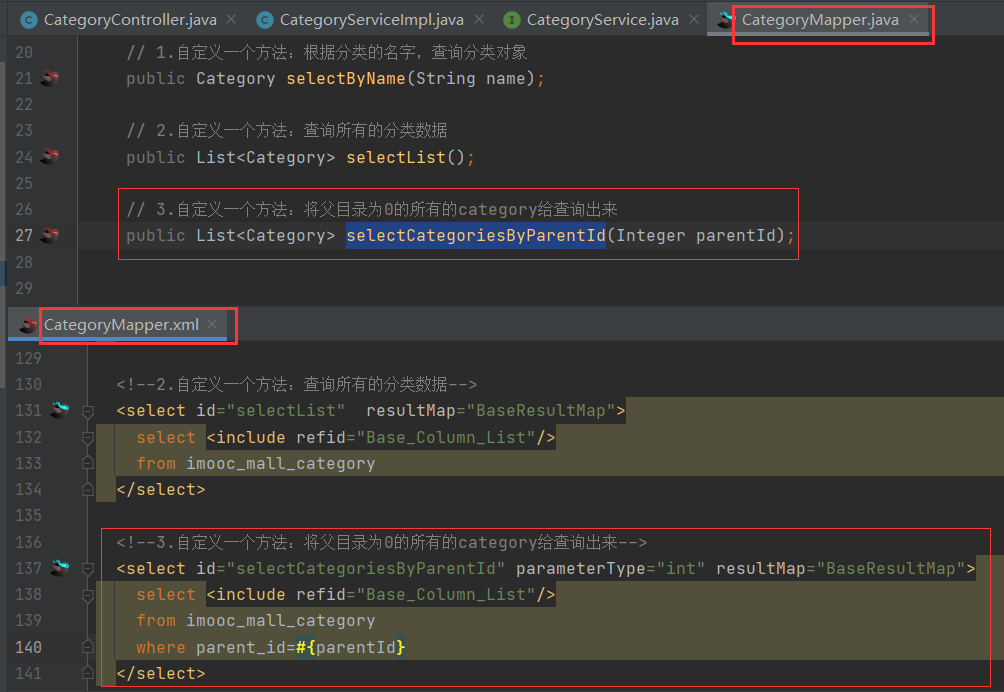 CategoryController.java × CategoryServiceImpl.java × CategoryService.java × CategoryMapper.java ×
20 // 1.自定义一个方法：根据分类的名字，查询分类对象
21 public Category selectByName(String name);
22
23 // 2.自定义一个方法：查询所有的分类数据
24 public List<Category> selectList();
25
26 // 3.自定义一个方法：将父目录为0的所有的category给查询出来
27 public List<Category> selectCategoriesByParentId(Integer parentId);
28
29
CategoryMapper.xml ×
129
130 <!--2.自定义一个方法：查询所有的分类数据-->
131 <select id="selectList"  resultMap="BaseResultMap">
132 select <include refid="Base_Column_List"/>
133 from imooc_mall_category
134 </select>
135
136 <!--3.自定义一个方法：将父目录为0的所有的category给查询出来-->
137 <select id="selectCategoriesByParentId" parameterType="int" resultMap="BaseResultMap">
138 select <include refid="Base_Column_List"/>
139 from imooc_mall_category
140 where parent_id=#{parentId}
141 </select>